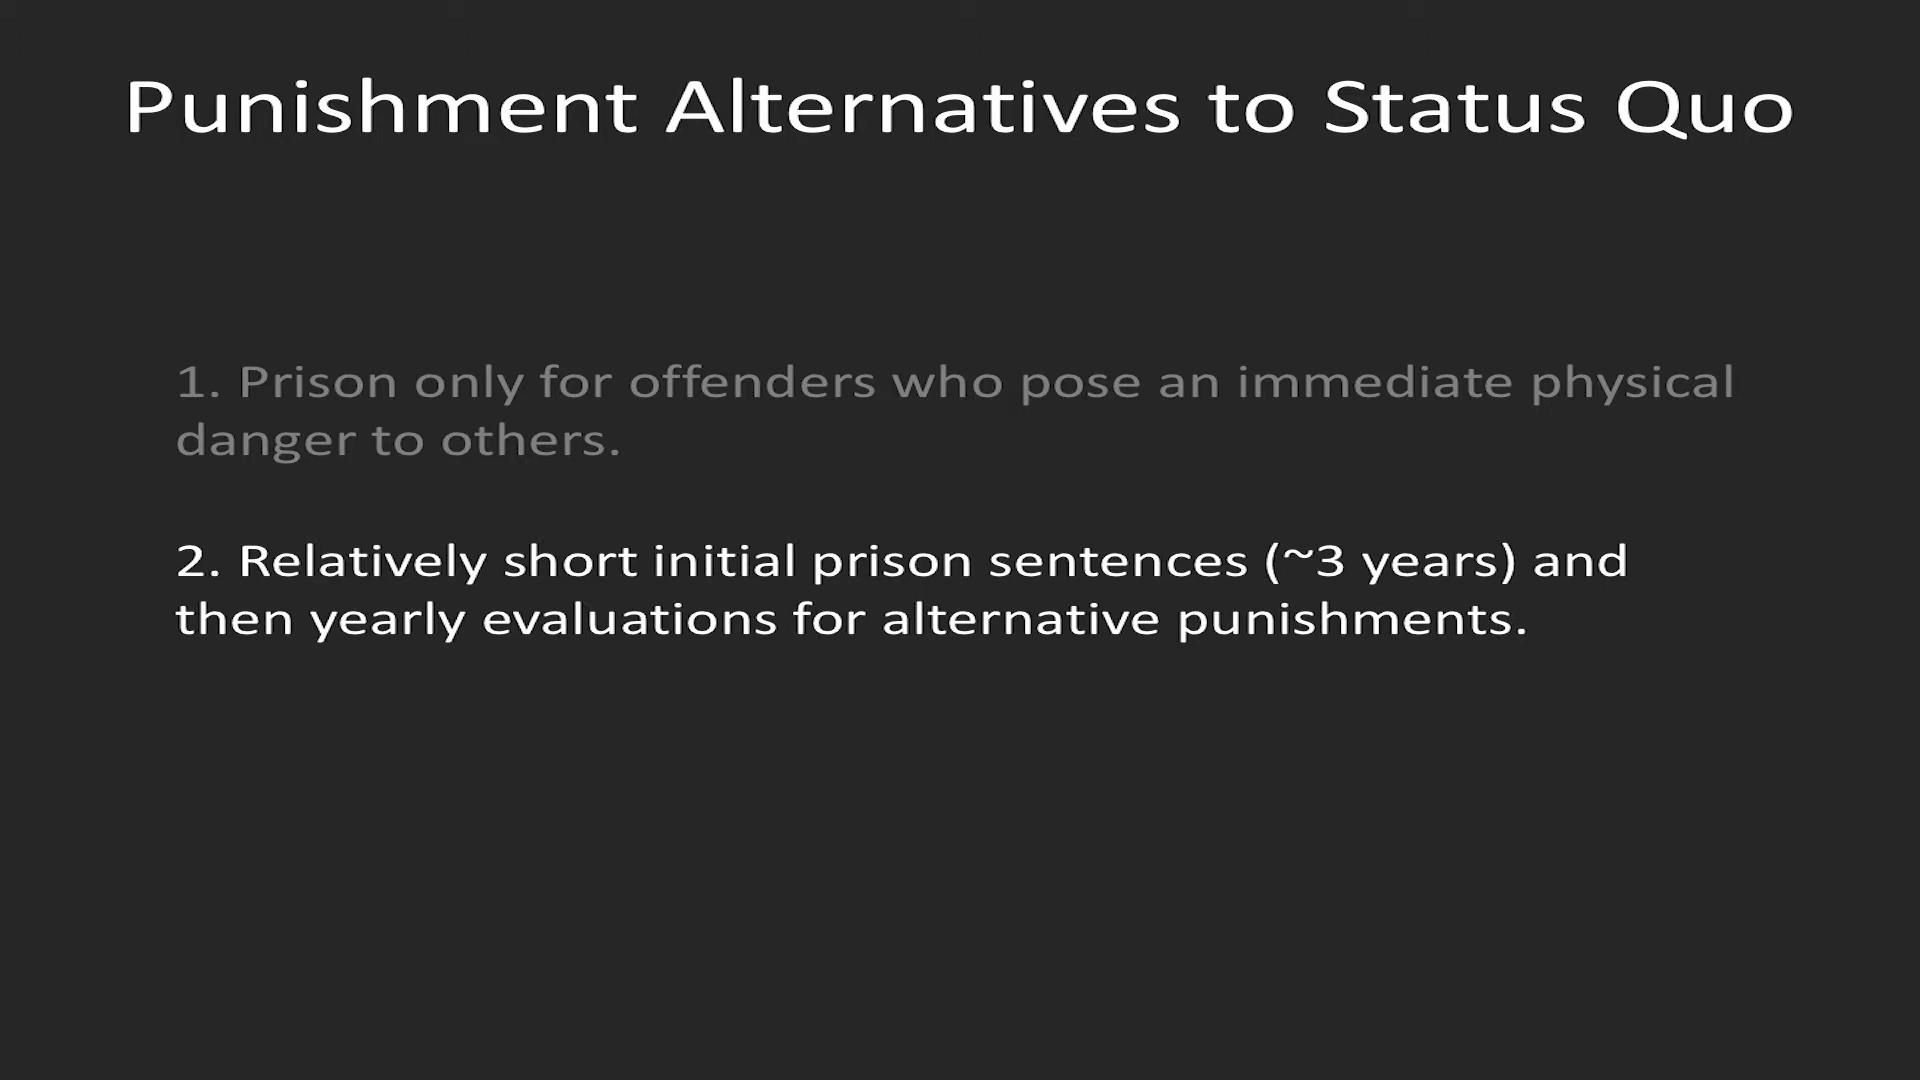 Punishment Alternatives to Status Quo
1. Prison only for offenders who pose an immediate physical
danger to others.
2. Relatively short initial prison sentences (~3 years) and
then yearly evaluations for alternative punishments.